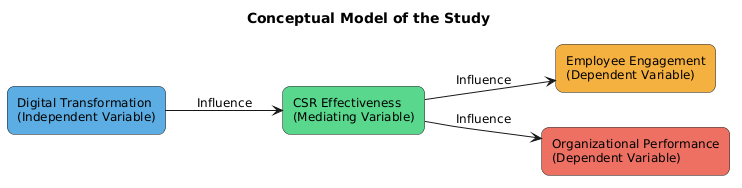 Conceptual Model of the Study
Digital Transformation
(Independent Variable)
Influence
CSR Effectiveness
(Mediating Variable)
Influence
Employee Engagement
(Dependent Variable)
Influence
Organizational Performance
(Dependent Variable)